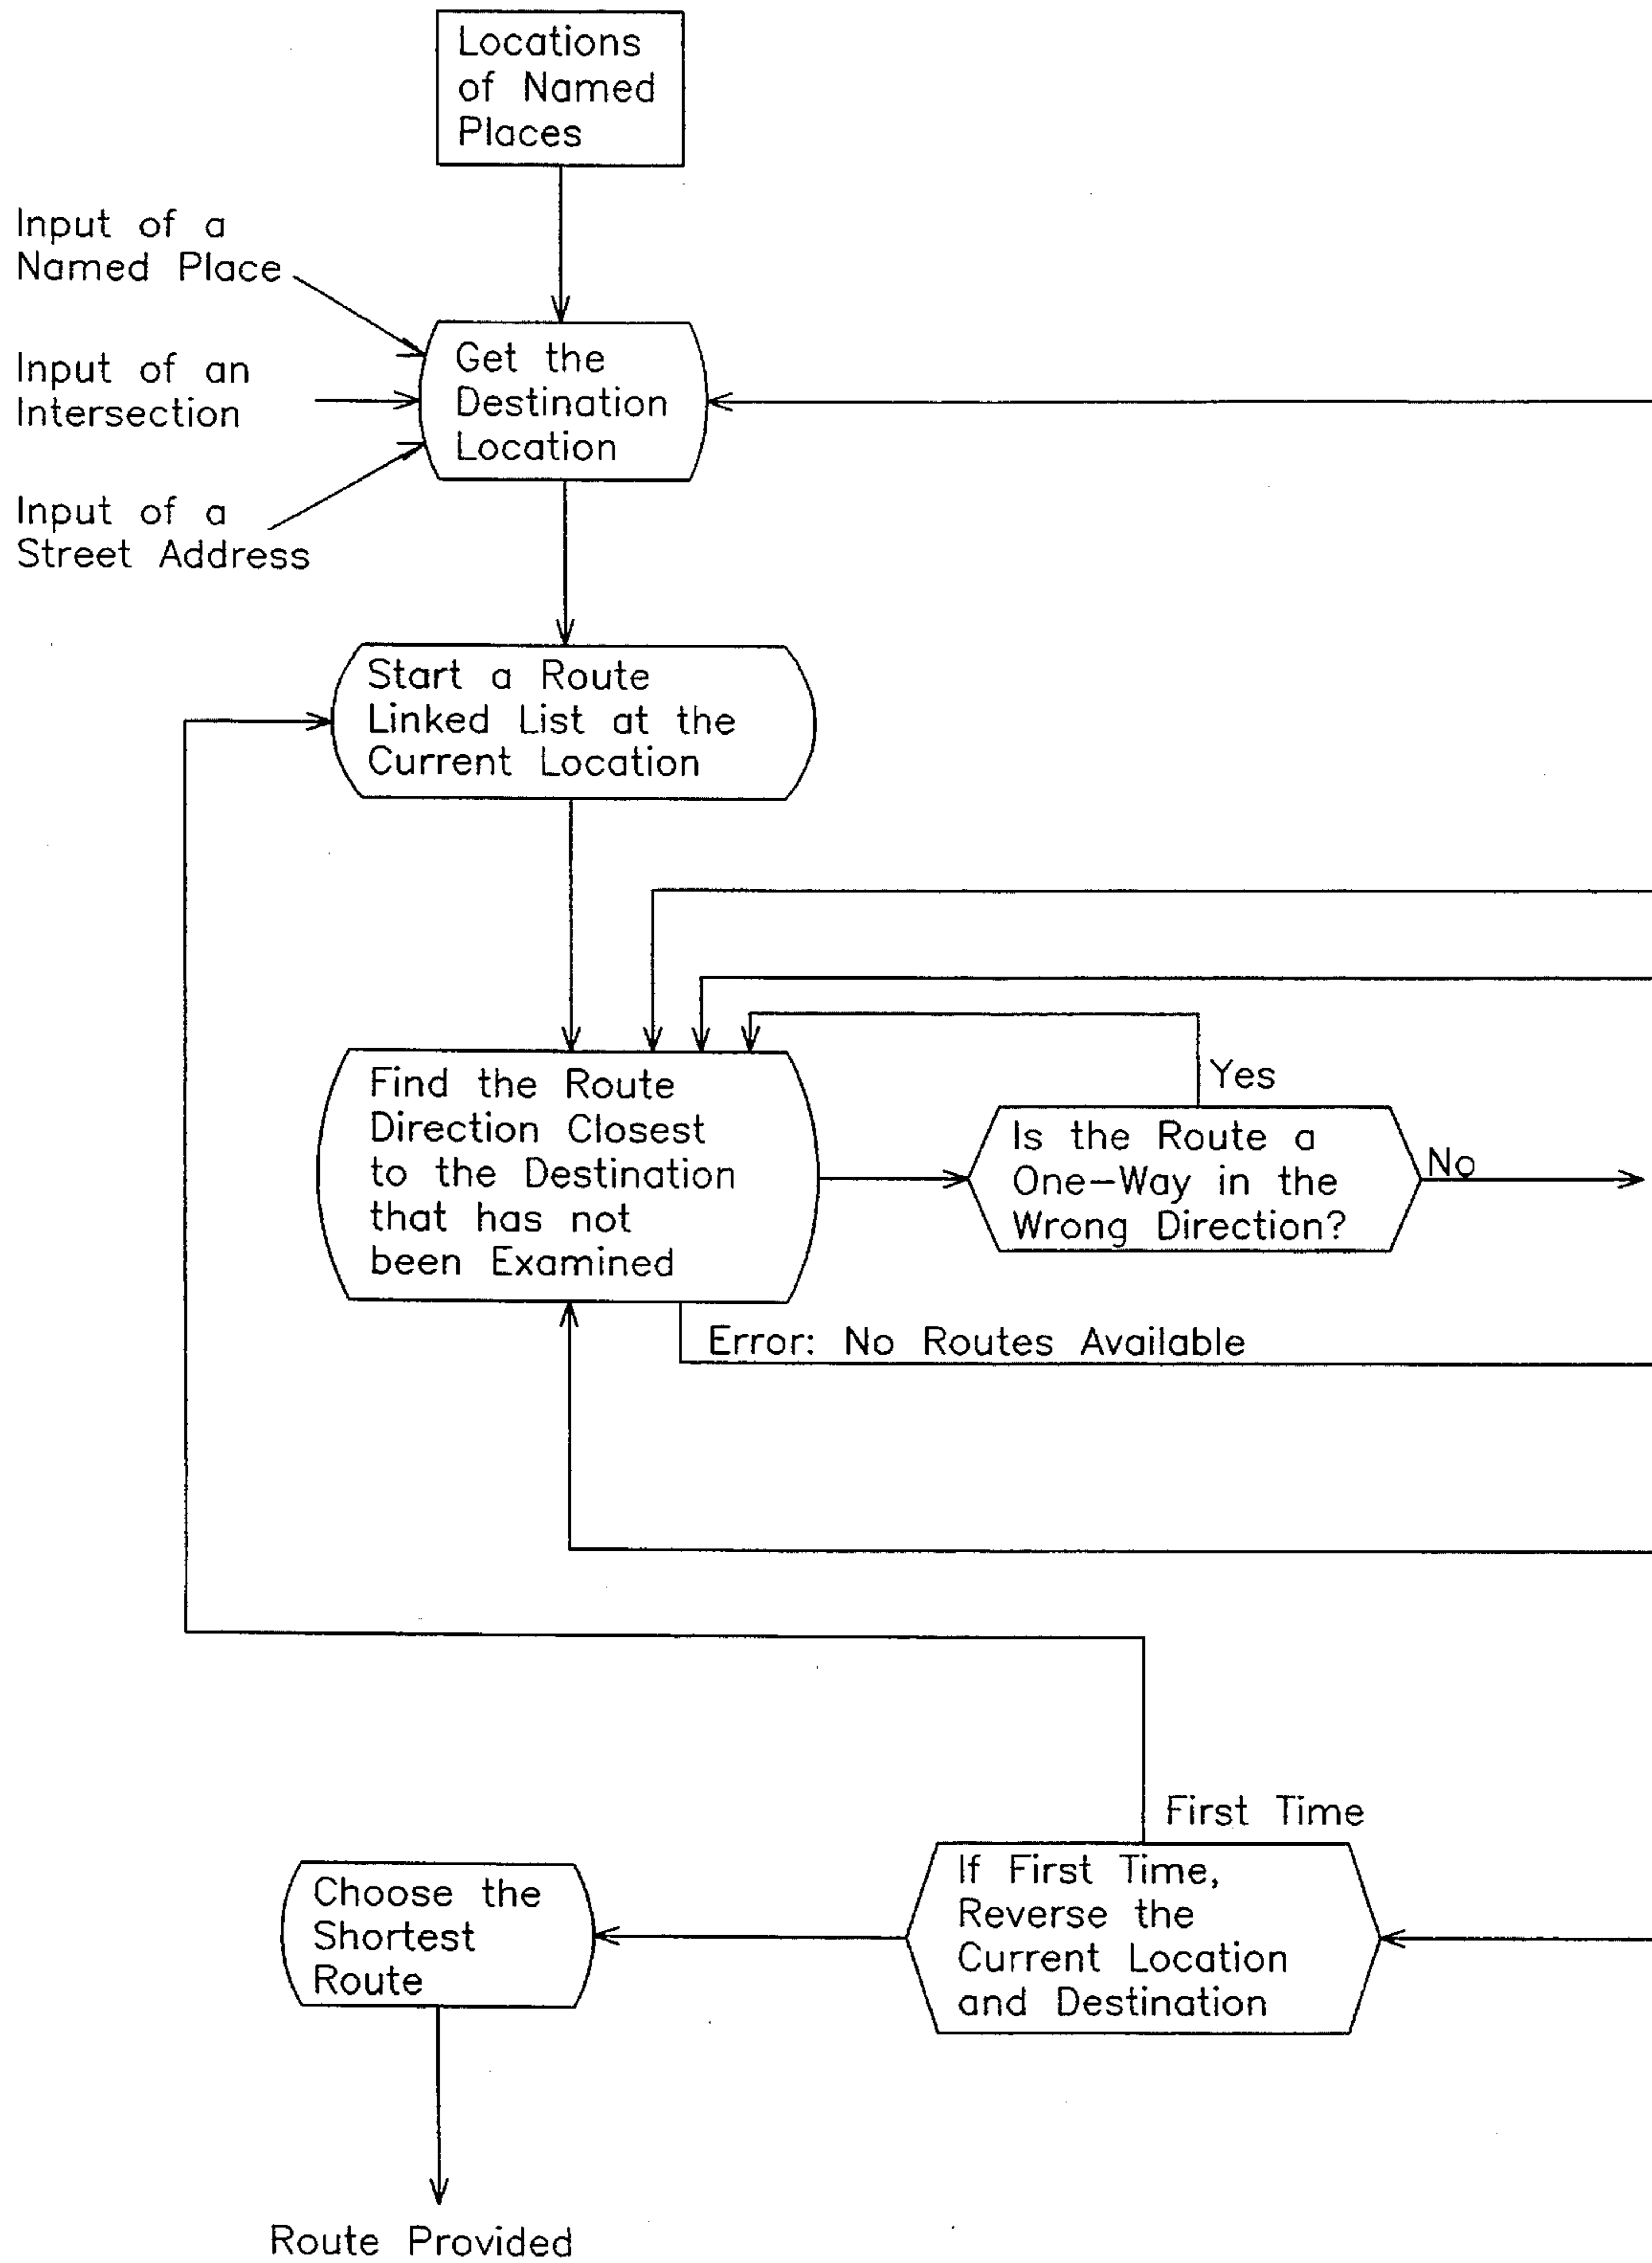 Locations
of Named
Places
Input of a
Named Place
Input of an
Intersection
Input of a
Street Address
Get the
Destination
Location
Start a Route
Linked List at the
Current Location
Find the Route
Direction Closest
to the Destination
that has not
been Examined
Yes
Is the Route a
One-Way in the
Wrong Direction?
No
Error: No Routes Available
First Time
If First Time,
Reverse the
Current Location
and Destination
Choose the
Shortest
Route
Route Provided